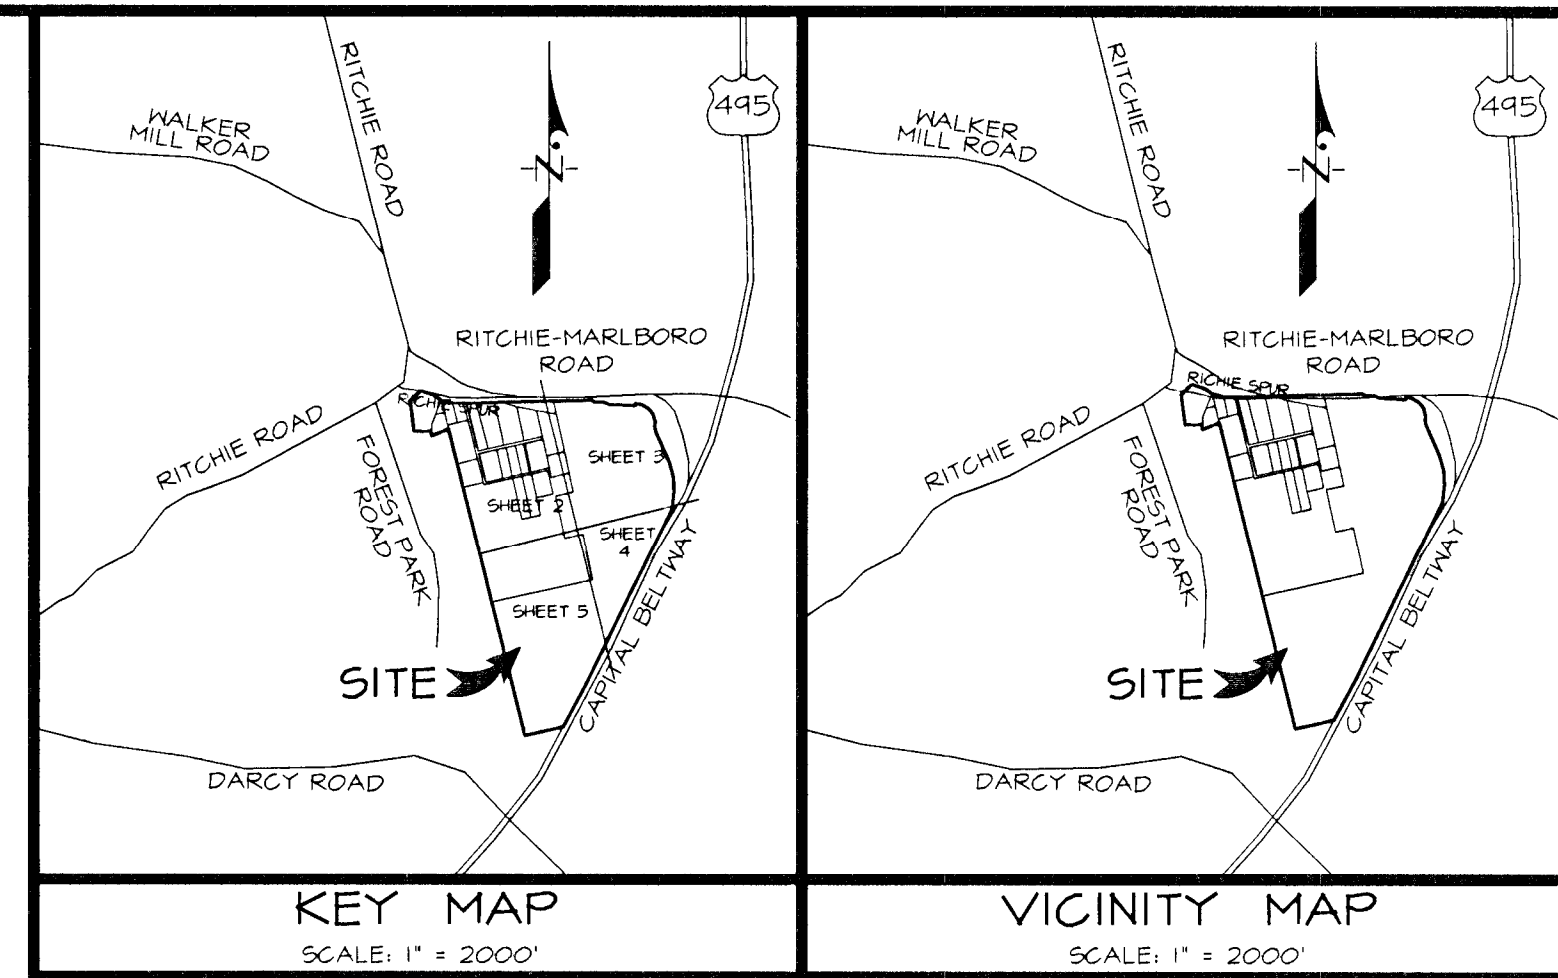 RITCHIE ROAD
WALKER
MILL ROAD
495
N
RITCHIE-MARLBORO
ROAD
RICHIE SPUR
RITCHIE ROAD
FOREST PARK
ROAD
SHEET 3
SHEET 2
SHEET
4
SHEET 5
SITE
CAPITAL BELTWAY
DARCY ROAD
KEY MAP
SCALE: 1" = 2000'
RITCHIE ROAD
WALKER
MILL ROAD
495
N
RITCHIE-MARLBORO
ROAD
RICHIE SPUR
RITCHIE ROAD
FOREST PARK
ROAD
SITE
CAPITAL BELTWAY
DARCY ROAD
VICINITY MAP
SCALE: 1" = 2000'